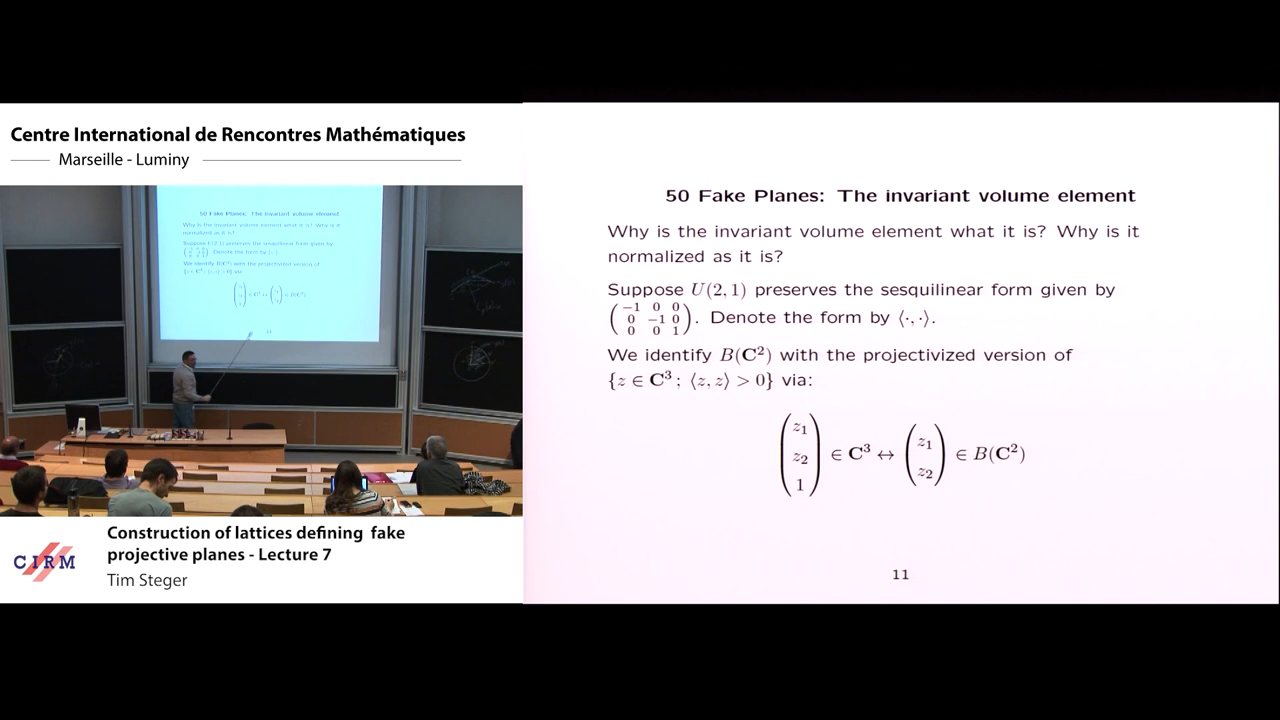 Centre International de Rencontres Mathématiques
Marseille - Luminy
50 Fake Planes: The invariant volume element
Why is the invariant volume element what it is? Why is it
normalized as it is?
Suppose U(2, 1) preserves the sesquilinear form given by
(−1 0 0
0 −1 0
0 0 1). Denote the form by ⟨·, ·⟩.
We identify B(C²) with the projectivized version of
{z ∈ C³ ; ⟨z, z⟩ > 0} via:
(z₁
z₂
1) ∈ C³ ↔ (z₁
z₂) ∈ B(C²)
11
Construction of lattices defining fake
projective planes - Lecture 7
Tim Steger
CIRM